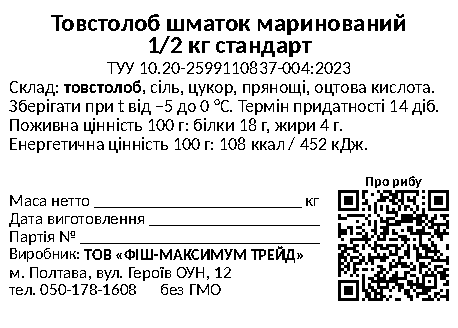 Товстолоб шматок маринований
1/2 кг стандарт
ТУУ 10.20-2599110837-004:2023
Склад: товстолоб, сіль, цукор, прянощі, оцтова кислота.
Зберігати при t від –5 до 0 °С. Термін придатності 14 діб.
Поживна цінність 100 г: білки 18 г, жири 4 г.
Енергетична цінність 100 г: 108 ккал / 452 кДж.
Про рибу
Маса нетто ________________________ кг
Дата виготовлення ____________________
Партія № ____________________________
Виробник: ТОВ «ФІШ-МАКСИМУМ ТРЕЙД»
м. Полтава, вул. Героїв ОУН, 12
тел. 050-178-1608 без ГМО